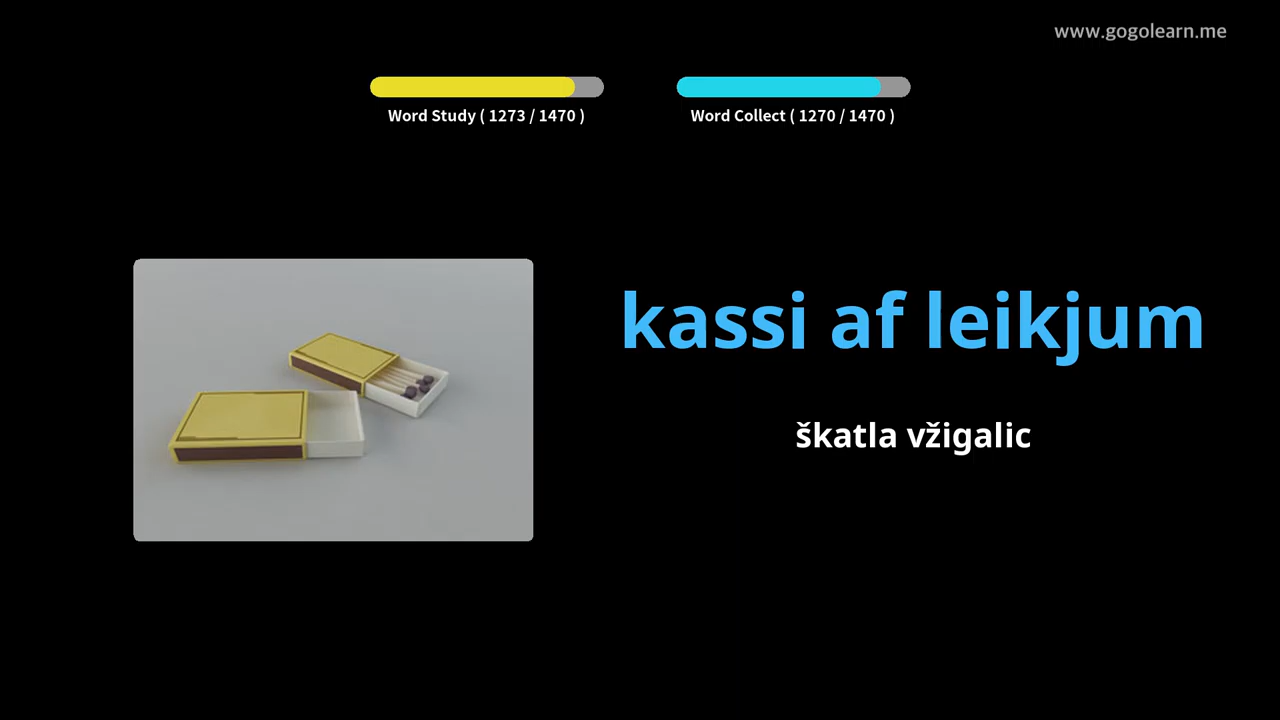 www.gogolearn.me
Word Study ( 1273 / 1470 )
Word Collect ( 1270 / 1470 )
kassi af leikjum
škatla vžigalic